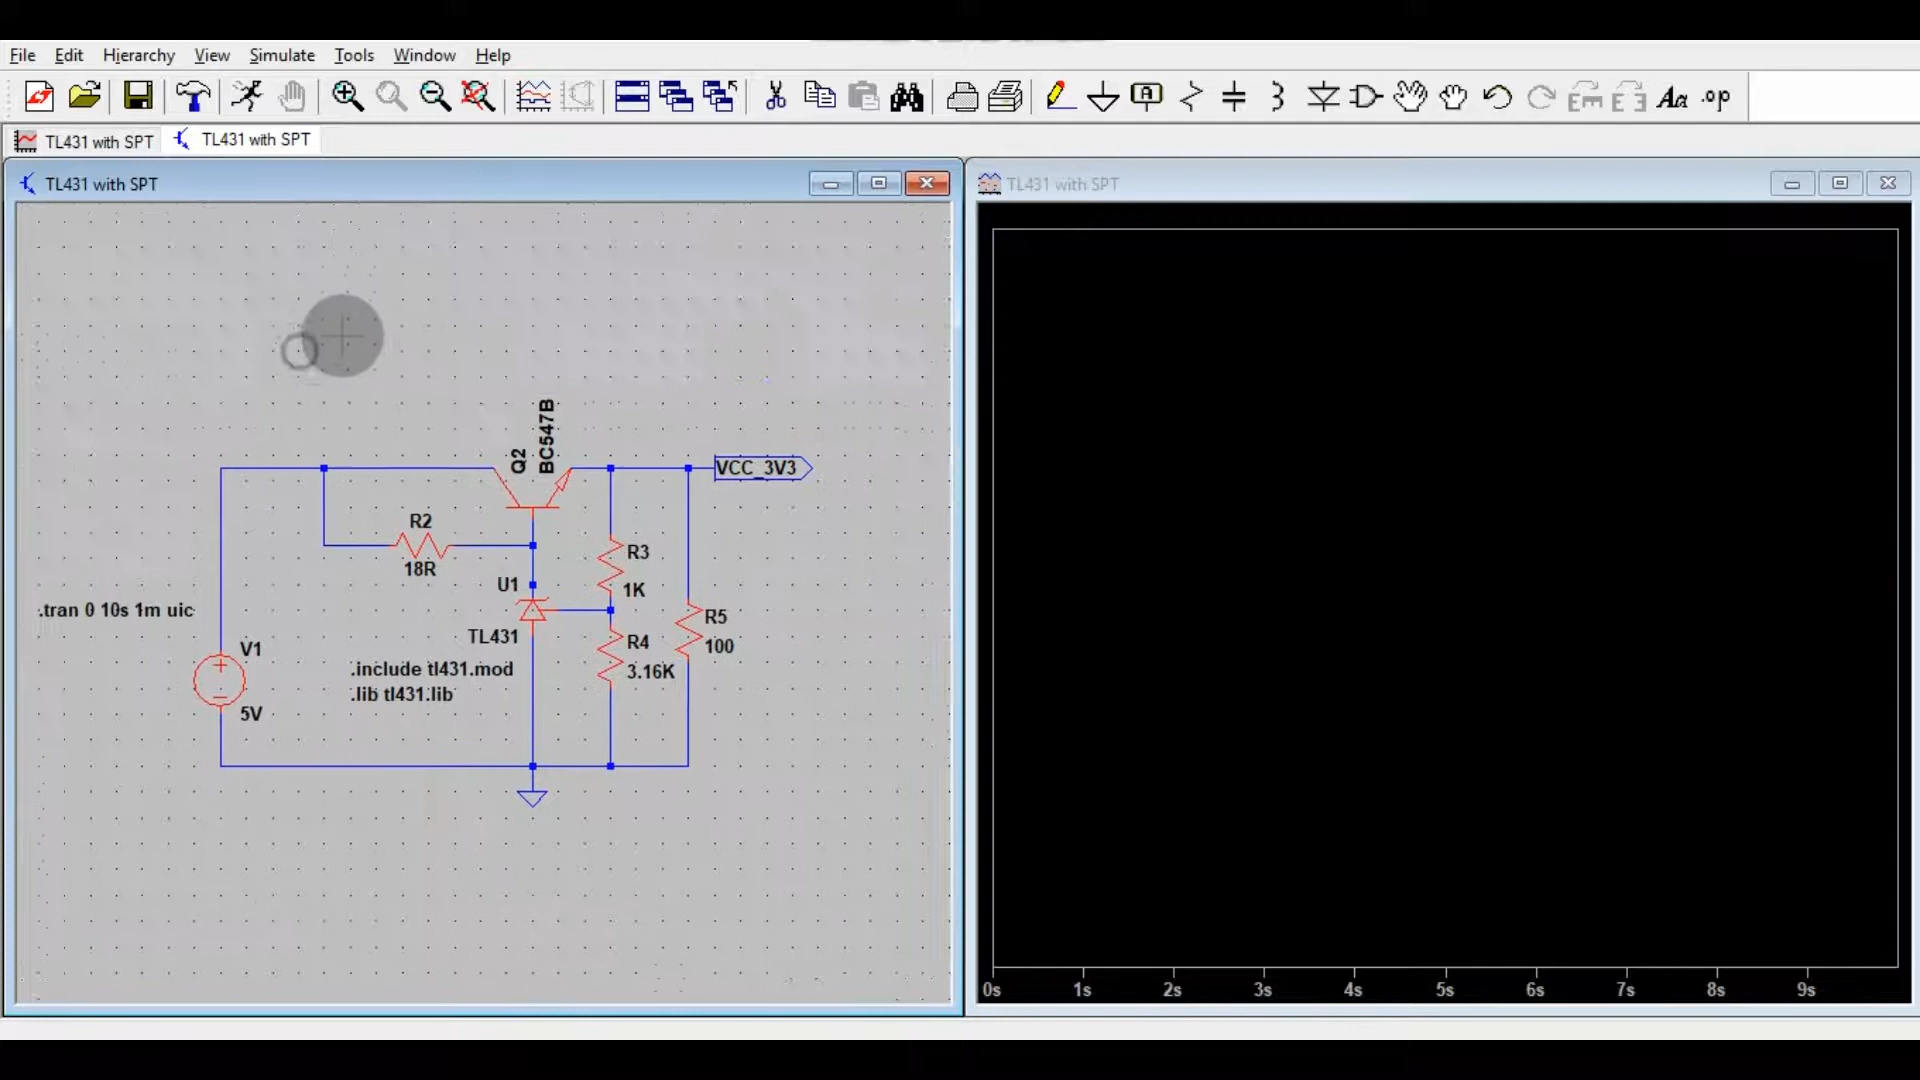 File Edit Hierarchy View Simulate Tools Window Help
A Aa .op
TL431 with SPT TL431 with SPT
TL431 with SPT
TL431 with SPT
Q2
BC547B
VCC_3V3
R2
18R
R3
1K
U1
TL431
.tran 0 10s 1m uic
R5
100
R4
3.16K
V1
5V
.include tl431.mod
.lib tl431.lib
0s 1s 2s 3s 4s 5s 6s 7s 8s 9s